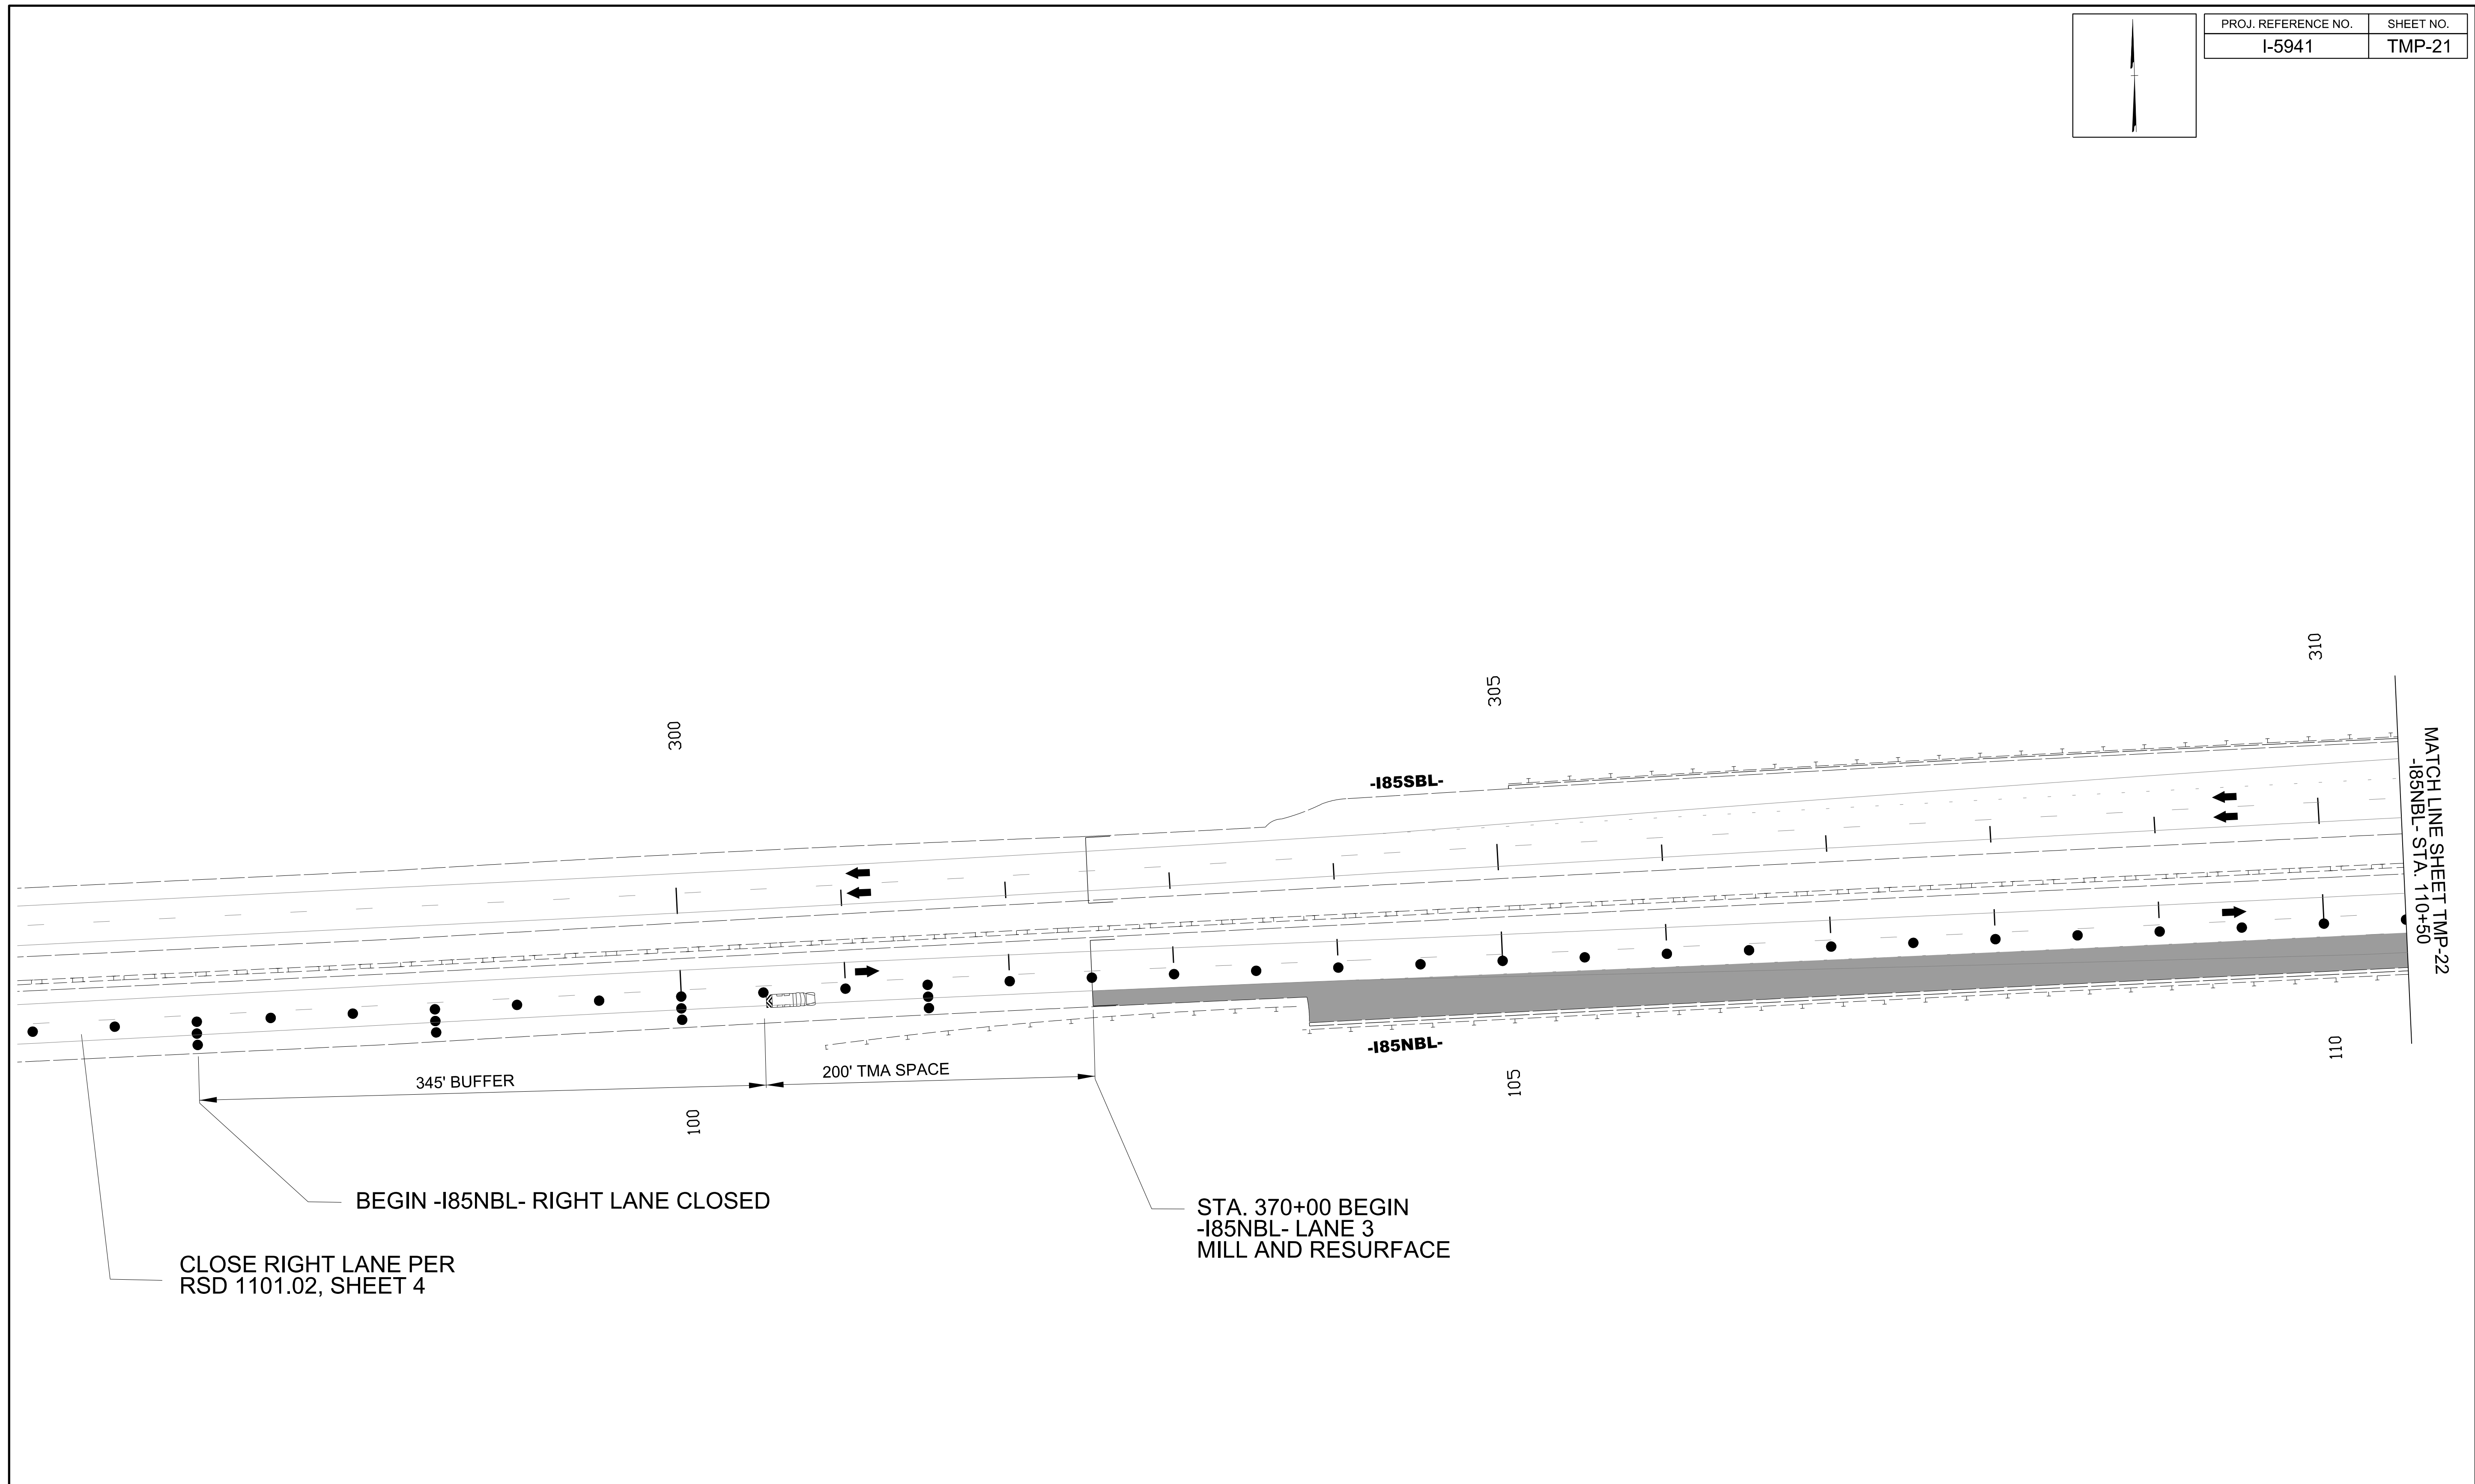 PROJ. REFERENCE NO.
SHEET NO.
I-5941
TMP-21
310
305
300
-I85SBL-
MATCH LINE SHEET TMP-22
-I85NBL- STA. 110+50
-I85NBL-
345' BUFFER
200' TMA SPACE
100
105
110
BEGIN -I85NBL- RIGHT LANE CLOSED
STA. 370+00 BEGIN
-I85NBL- LANE 3
MILL AND RESURFACE
CLOSE RIGHT LANE PER
RSD 1101.02, SHEET 4